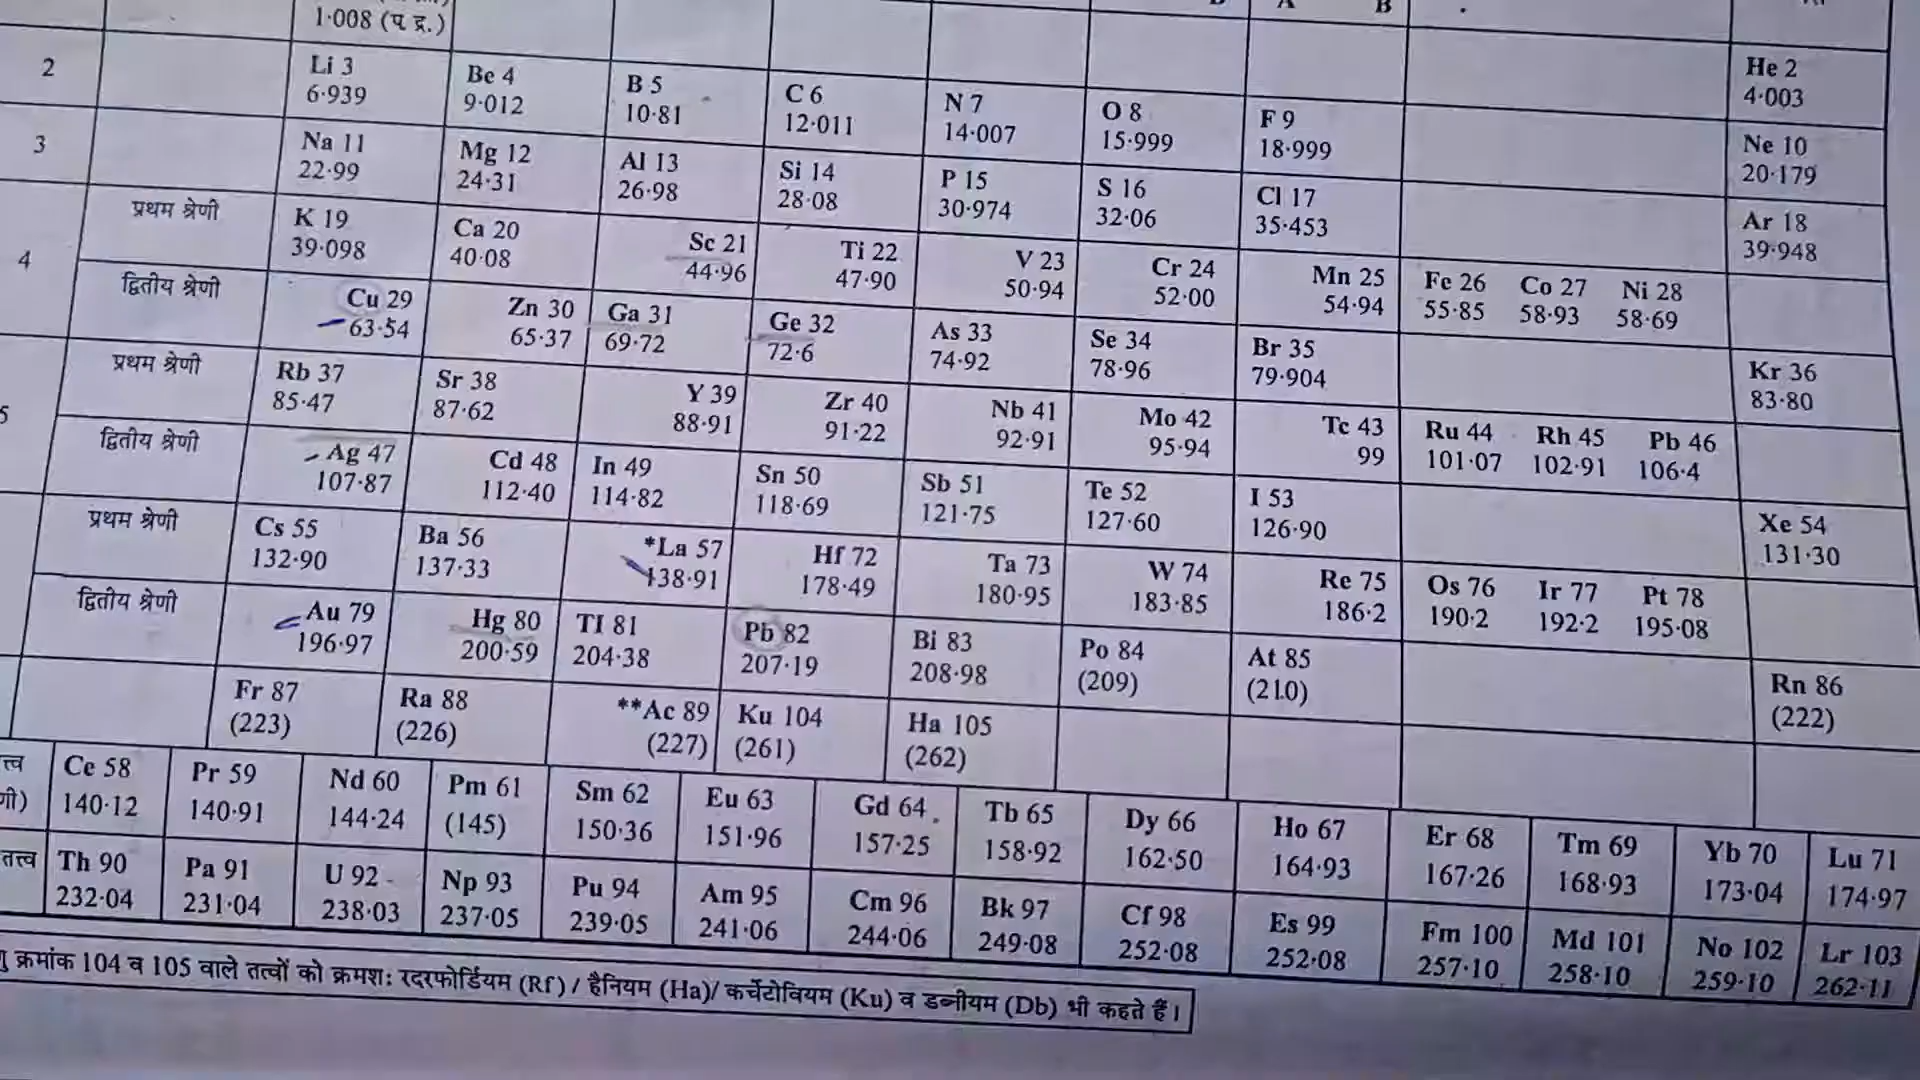 1·008 (प. द्र.)
B A B
2 Li 3 Be 4 B 5 C 6 N 7 O 8 F 9 He 2
6·939 9·012 10·81 12·011 14·007 15·999 18·999 4·003
3 Na 11 Mg 12 Al 13 Si 14 P 15 S 16 Cl 17 Ne 10
22·99 24·31 26·98 28·08 30·974 32·06 35·453 20·179
प्रथम श्रेणी K 19 Ca 20 Sc 21 Ti 22 V 23 Cr 24 Mn 25 Fe 26 Co 27 Ni 28 Ar 18
4 39·098 40·08 44·96 47·90 50·94 52·00 54·94 55·85 58·93 58·69 39·948
द्वितीय श्रेणी Cu 29 Zn 30 Ga 31 Ge 32 As 33 Se 34 Br 35 Kr 36
63·54 65·37 69·72 72·6 74·92 78·96 79·904 83·80
प्रथम श्रेणी Rb 37 Sr 38 Y 39 Zr 40 Nb 41 Mo 42 Tc 43 Ru 44 Rh 45 Pb 46
5 85·47 87·62 88·91 91·22 92·91 95·94 99 101·07 102·91 106·4
द्वितीय श्रेणी Ag 47 Cd 48 In 49 Sn 50 Sb 51 Te 52 I 53 Xe 54
107·87 112·40 114·82 118·69 121·75 127·60 126·90 131·30
प्रथम श्रेणी Cs 55 Ba 56 *La 57 Hf 72 Ta 73 W 74 Re 75 Os 76 Ir 77 Pt 78
132·90 137·33 138·91 178·49 180·95 183·85 186·2 190·2 192·2 195·08
द्वितीय श्रेणी Au 79 Hg 80 TI 81 Pb 82 Bi 83 Po 84 At 85 Rn 86
196·97 200·59 204·38 207·19 208·98 (209) (210) (222)
Fr 87 Ra 88 **Ac 89 Ku 104 Ha 105
(223) (226) (227) (261) (262)
Ce 58 Pr 59 Nd 60 Pm 61 Sm 62 Eu 63 Gd 64 Tb 65 Dy 66 Ho 67 Er 68 Tm 69 Yb 70 Lu 71
140·12 140·91 144·24 (145) 150·36 151·96 157·25 158·92 162·50 164·93 167·26 168·93 173·04 174·97
तत्त्व Th 90 Pa 91 U 92 Np 93 Pu 94 Am 95 Cm 96 Bk 97 Cf 98 Es 99 Fm 100 Md 101 No 102 Lr 103
232·04 231·04 238·03 237·05 239·05 241·06 244·06 249·08 252·08 252·08 257·10 258·10 259·10 262·11
क्रमांक 104 व 105 वाले तत्वों को क्रमशः रदरफोर्डियम (Rf) / हैनियम (Ha)/ कर्चेटोवियम (Ku) व डब्नीयम (Db) भी कहते हैं।